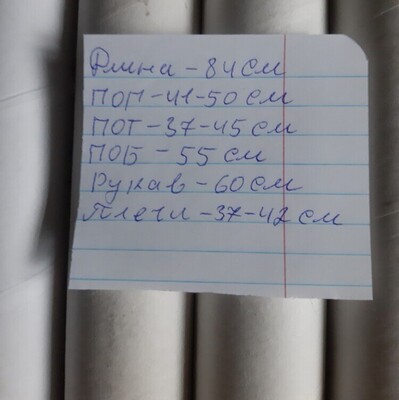 Длина - 84 см
ПОГ - 41-50 см
ПОТ - 37-45 см
ПОБ - 55 см
Рукав - 60 см
Плечи - 37-42 см